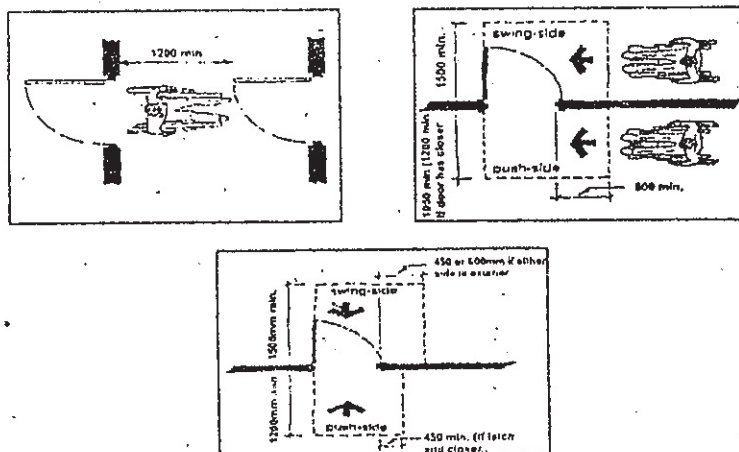 1200 min
swing-side
1500 min.
push-side
1050 min (1200 min.
if door has closer
600 min.
450 or 600mm if either
side is exterior
swing-side
1500mm min.
1200mm min
push-side
450 min. (if latch
and closer.